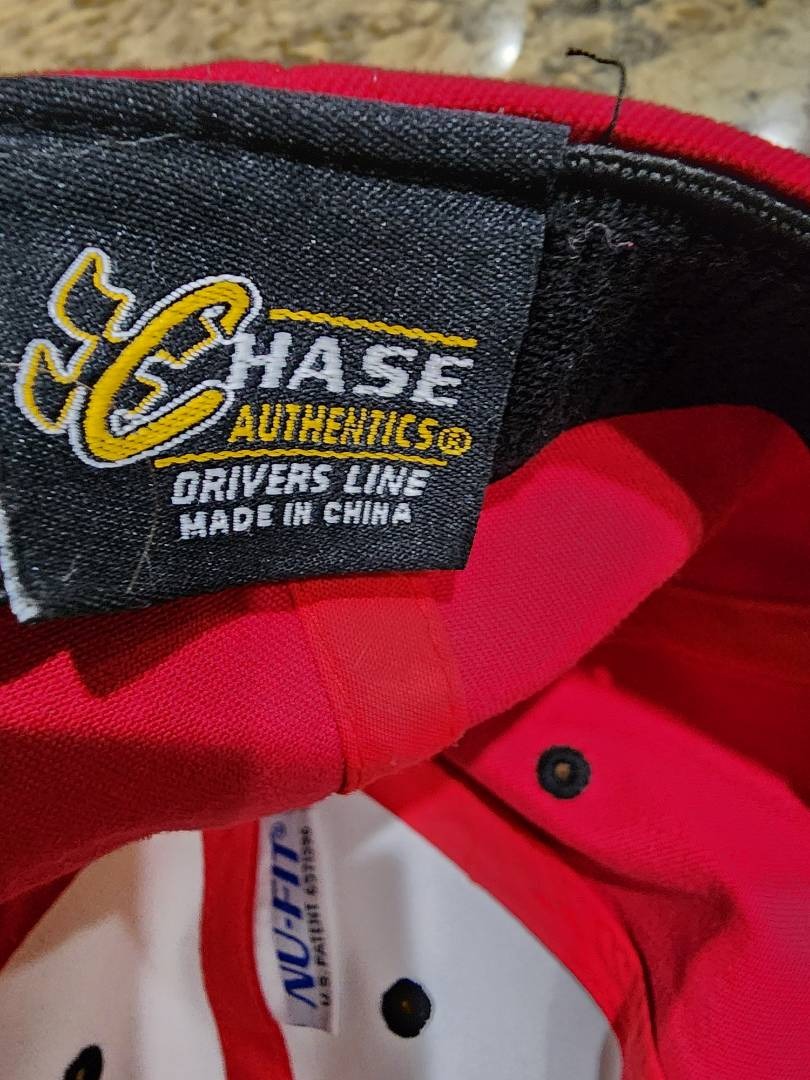 CHASE
AUTHENTICS®
DRIVERS LINE
MADE IN CHINA
NU-FIT®
U.S. PATENT